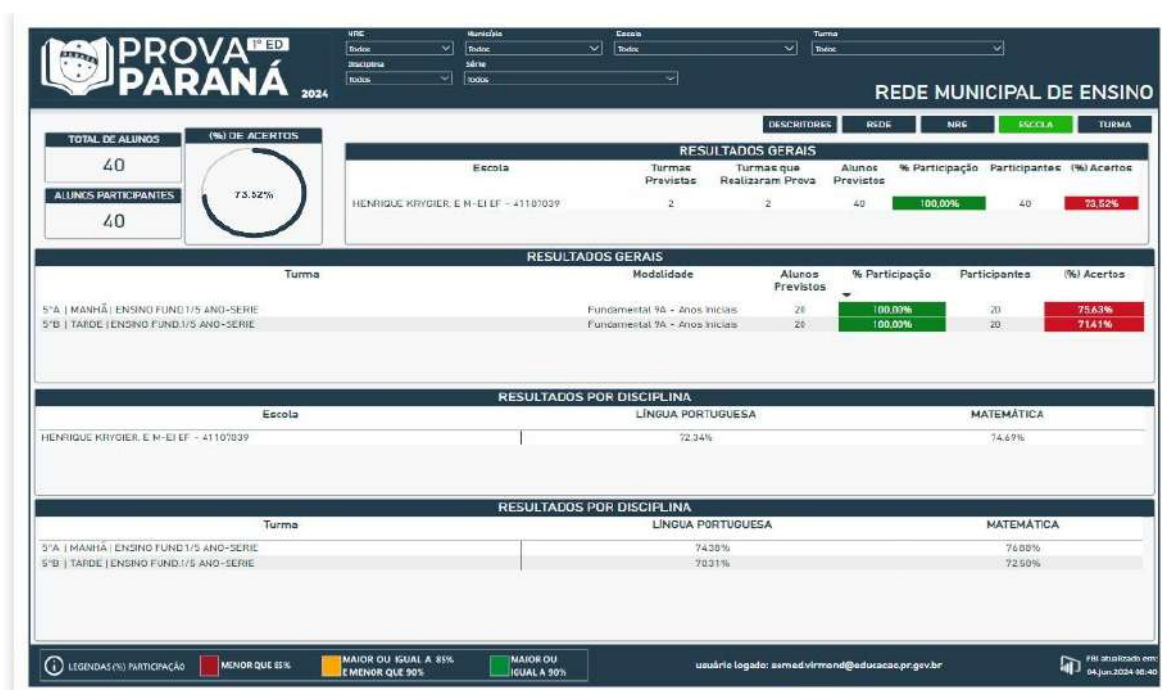 PROVA 1ª ED
PARANÁ 2024
NRE Município Escola Turma
Todos Todos Todos Todos
Disciplina Série
Todos Todos
REDE MUNICIPAL DE ENSINO
DESCRITORES REDE NRE ESCOLA TURMA
TOTAL DE ALUNOS
40
ALUNOS PARTICIPANTES
40
(%) DE ACERTOS
73.52%
RESULTADOS GERAIS
Escola Turmas Previstas Turmas que Realizaram Prova Alunos Previstos % Participação Participantes (%) Acertos
HENRIQUE KRYGIER, E M-EI EF - 41107039 2 2 40 100,00% 40 73,52%
RESULTADOS GERAIS
Turma Modalidade Alunos Previstos % Participação Participantes (%) Acertos
5ºA | MANHÃ | ENSINO FUND.1/5 ANO-SERIE Fundamental 9A - Anos Iniciais 20 100,00% 20 75.63%
5ºB | TARDE | ENSINO FUND.1/5 ANO-SERIE Fundamental 9A - Anos Iniciais 20 100,00% 20 71.41%
RESULTADOS POR DISCIPLINA
Escola LÍNGUA PORTUGUESA MATEMÁTICA
HENRIQUE KRYGIER, E M-EI EF - 41107039 72.34% 74.69%
RESULTADOS POR DISCIPLINA
Turma LÍNGUA PORTUGUESA MATEMÁTICA
5ºA | MANHÃ | ENSINO FUND.1/5 ANO-SERIE 74.38% 76.88%
5ºB | TARDE | ENSINO FUND.1/5 ANO-SERIE 70.31% 72.50%
LEGENDAS (%) PARTICIPAÇÃO MENOR QUE 85% MAIOR OU IGUAL A 85% E MENOR QUE 90% MAIOR OU IGUAL A 90%
usuário logado: semed.virmond@educacao.pr.gov.br
PBI atualizado em:
04.jun.2024 08:40